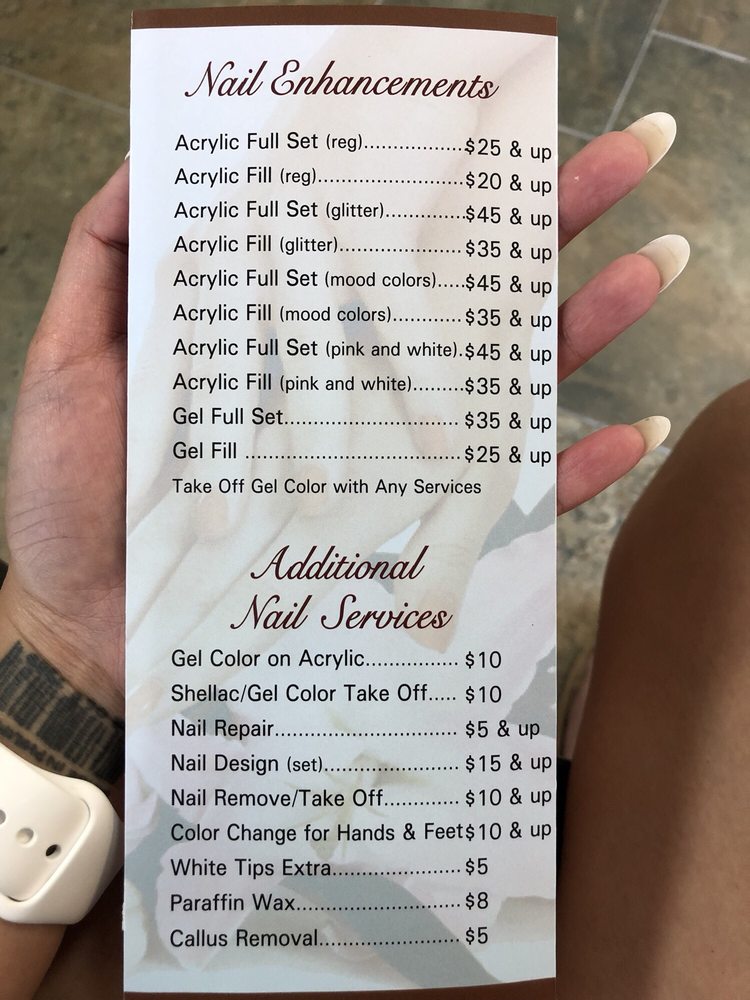 Nail Enhancements
Acrylic Full Set (reg)..................$25 & up
Acrylic Fill (reg)..........................$20 & up
Acrylic Full Set (glitter)...............$45 & up
Acrylic Fill (glitter)......................$35 & up
Acrylic Full Set (mood colors).....$45 & up
Acrylic Fill (mood colors)............$35 & up
Acrylic Full Set (pink and white).$45 & up
Acrylic Fill (pink and white).........$35 & up
Gel Full Set................................ $35 & up
Gel Fill .......................................$25 & up
Take Off Gel Color with Any Services
Additional
Nail Services
Gel Color on Acrylic................. $10
Shellac/Gel Color Take Off..... $10
Nail Repair................................. $5 & up
Nail Design (set)......................... $15 & up
Nail Remove/Take Off.............. $10 & up
Color Change for Hands & Feet$10 & up
White Tips Extra....................... $5
Paraffin Wax.............................. $8
Callus Removal.......................... $5